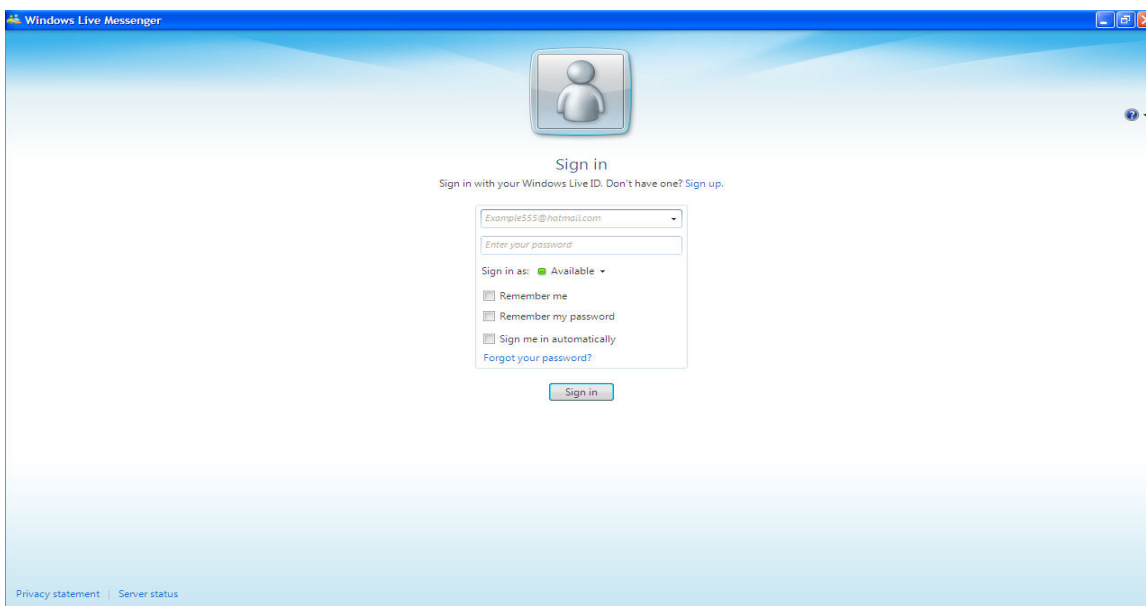 Windows Live Messenger
Sign in
Sign in with your Windows Live ID. Don't have one? Sign up.
Example555@hotmail.com
Enter your password
Sign in as: Available
Remember me
Remember my password
Sign me in automatically
Forgot your password?
Sign in
Privacy statement | Server status